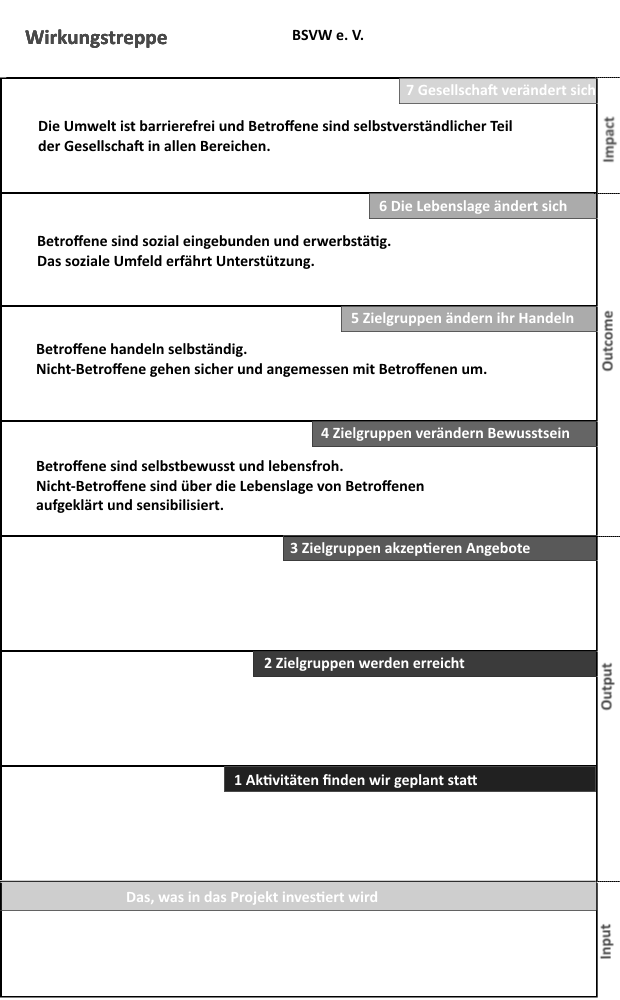 Wirkungstreppe
BSVW e. V.
7 Gesellschaft verändert sich
Die Umwelt ist barrierefrei und Betroffene sind selbstverständlicher Teil
der Gesellschaft in allen Bereichen.
Impact
6 Die Lebenslage ändert sich
Betroffene sind sozial eingebunden und erwerbstätig.
Das soziale Umfeld erfährt Unterstützung.
5 Zielgruppen ändern ihr Handeln
Betroffene handeln selbständig.
Nicht-Betroffene gehen sicher und angemessen mit Betroffenen um.
Outcome
4 Zielgruppen verändern Bewusstsein
Betroffene sind selbstbewusst und lebensfroh.
Nicht-Betroffene sind über die Lebenslage von Betroffenen
aufgeklärt und sensibilisiert.
3 Zielgruppen akzeptieren Angebote
2 Zielgruppen werden erreicht
Output
1 Aktivitäten finden wir geplant statt
Das, was in das Projekt investiert wird
Input